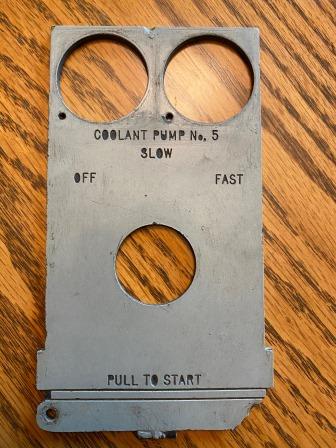 COOLANT PUMP No. 5
SLOW
OFF FAST
PULL TO START